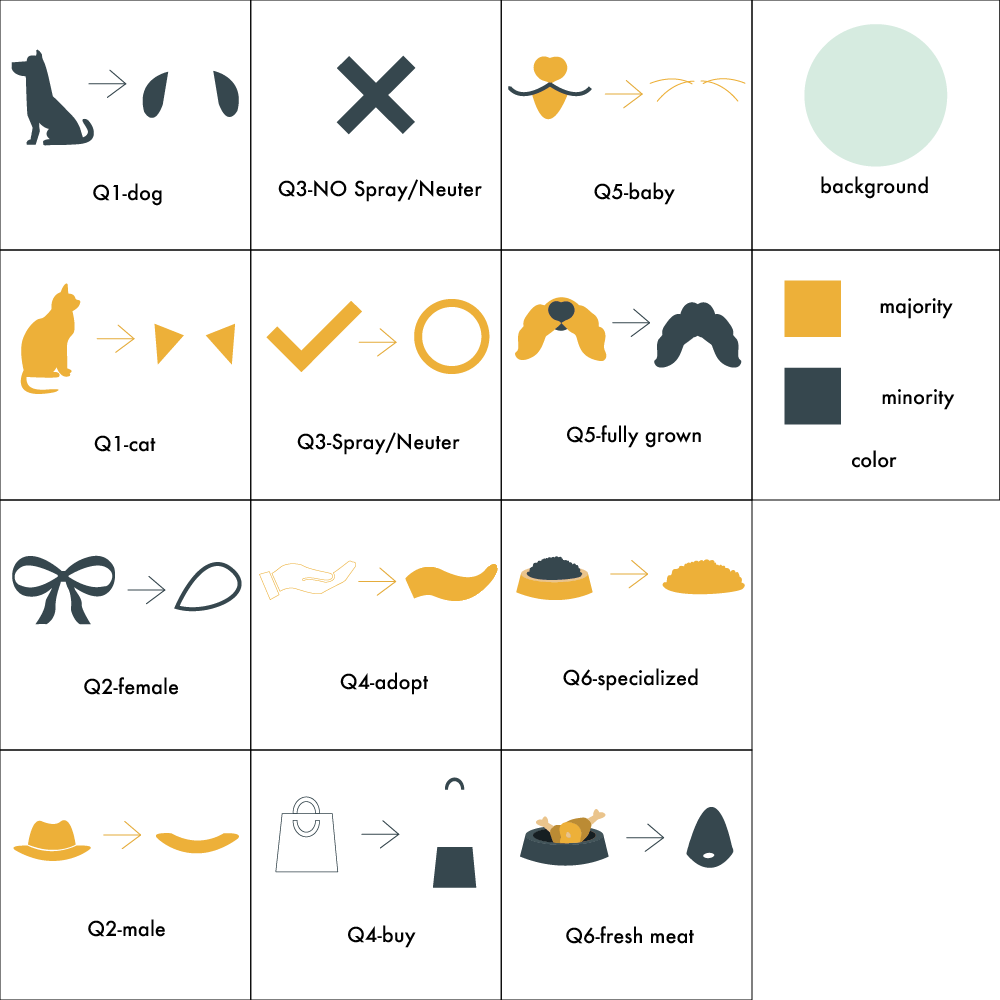 Q1-dog
Q3-NO Spray/Neuter
Q5-baby
background
Q1-cat
Q3-Spray/Neuter
Q5-fully grown
majority
minority
color
Q2-female
Q4-adopt
Q6-specialized
Q2-male
Q4-buy
Q6-fresh meat